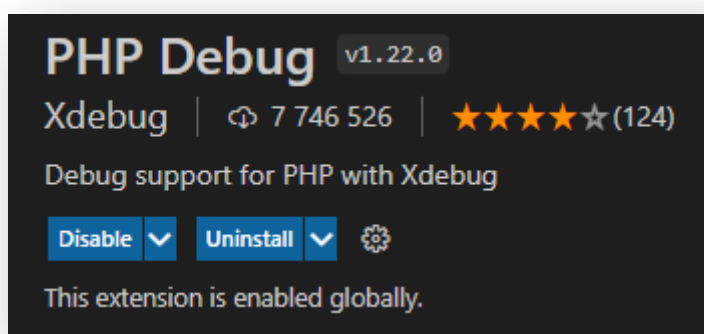 PHP Debug v1.22.0
Xdebug 7 746 526 (124)
Debug support for PHP with Xdebug
Disable Uninstall
This extension is enabled globally.